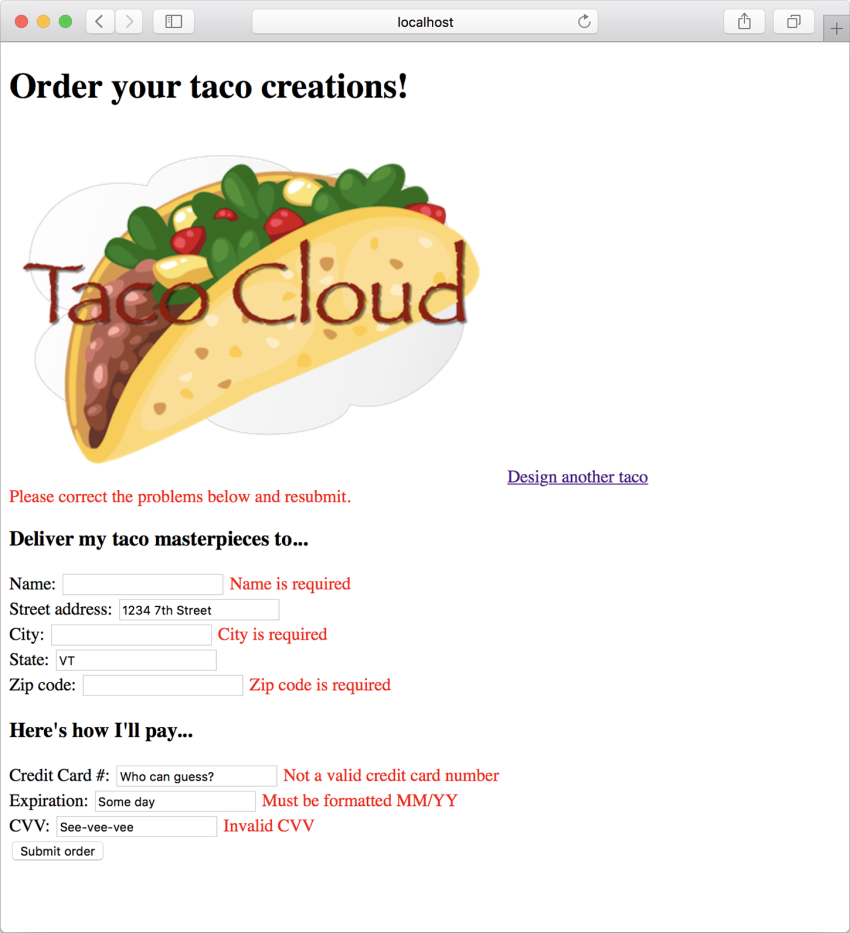 localhost
Order your taco creations!
Taco Cloud
Design another taco
Please correct the problems below and resubmit.
Deliver my taco masterpieces to...
Name: Name is required
Street address: 1234 7th Street
City: City is required
State: VT
Zip code: Zip code is required
Here's how I'll pay...
Credit Card #: Who can guess? Not a valid credit card number
Expiration: Some day Must be formatted MM/YY
CVV: See-vee-vee Invalid CVV
Submit order